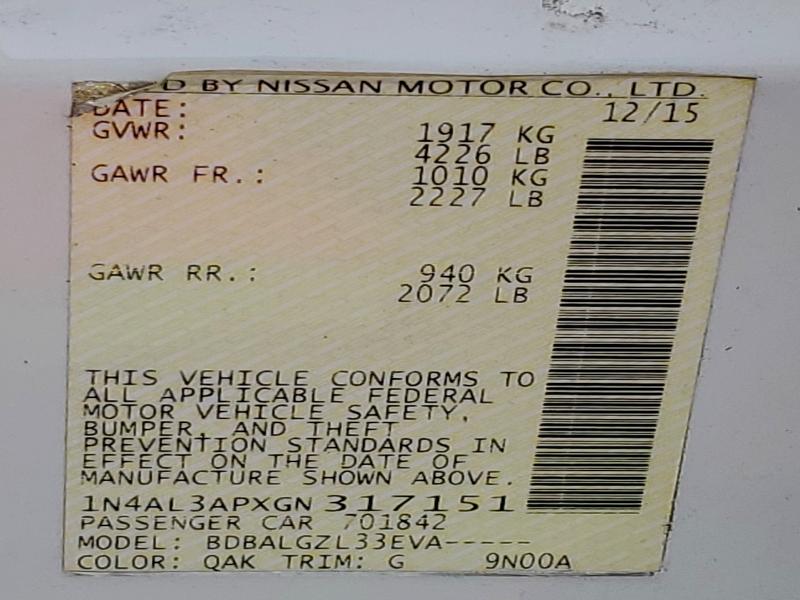 D BY NISSAN MOTOR CO., LTD.
DATE: 12/15
GVWR: 1917 KG
4226 LB
GAWR FR.: 1010 KG
2227 LB
GAWR RR.: 940 KG
2072 LB
THIS VEHICLE CONFORMS TO
ALL APPLICABLE FEDERAL
MOTOR VEHICLE SAFETY,
BUMPER, AND THEFT
PREVENTION STANDARDS IN
EFFECT ON THE DATE OF
MANUFACTURE SHOWN ABOVE.
1N4AL3APXGN317151
PASSENGER CAR 701842
MODEL: BDBALGZL33EVA-----
COLOR: QAK TRIM: G 9N00A